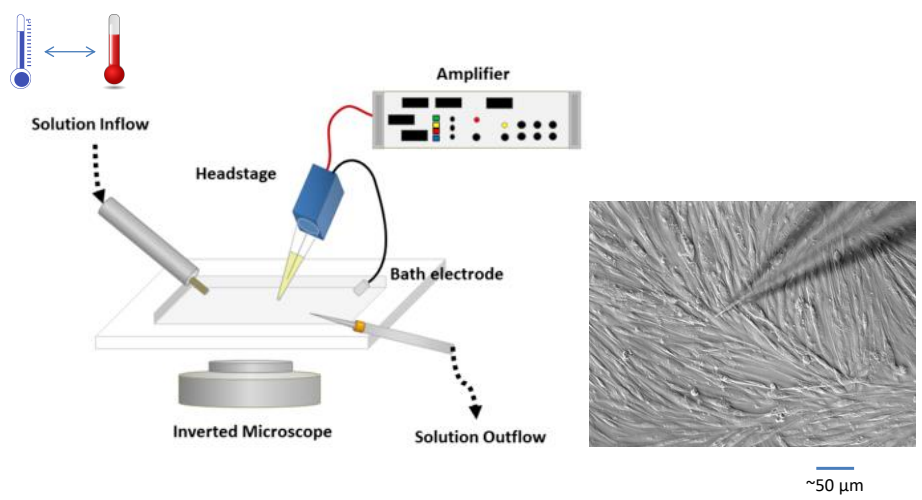 Amplifier
Solution Inflow
Headstage
Bath electrode
Inverted Microscope
Solution Outflow
~50 µm